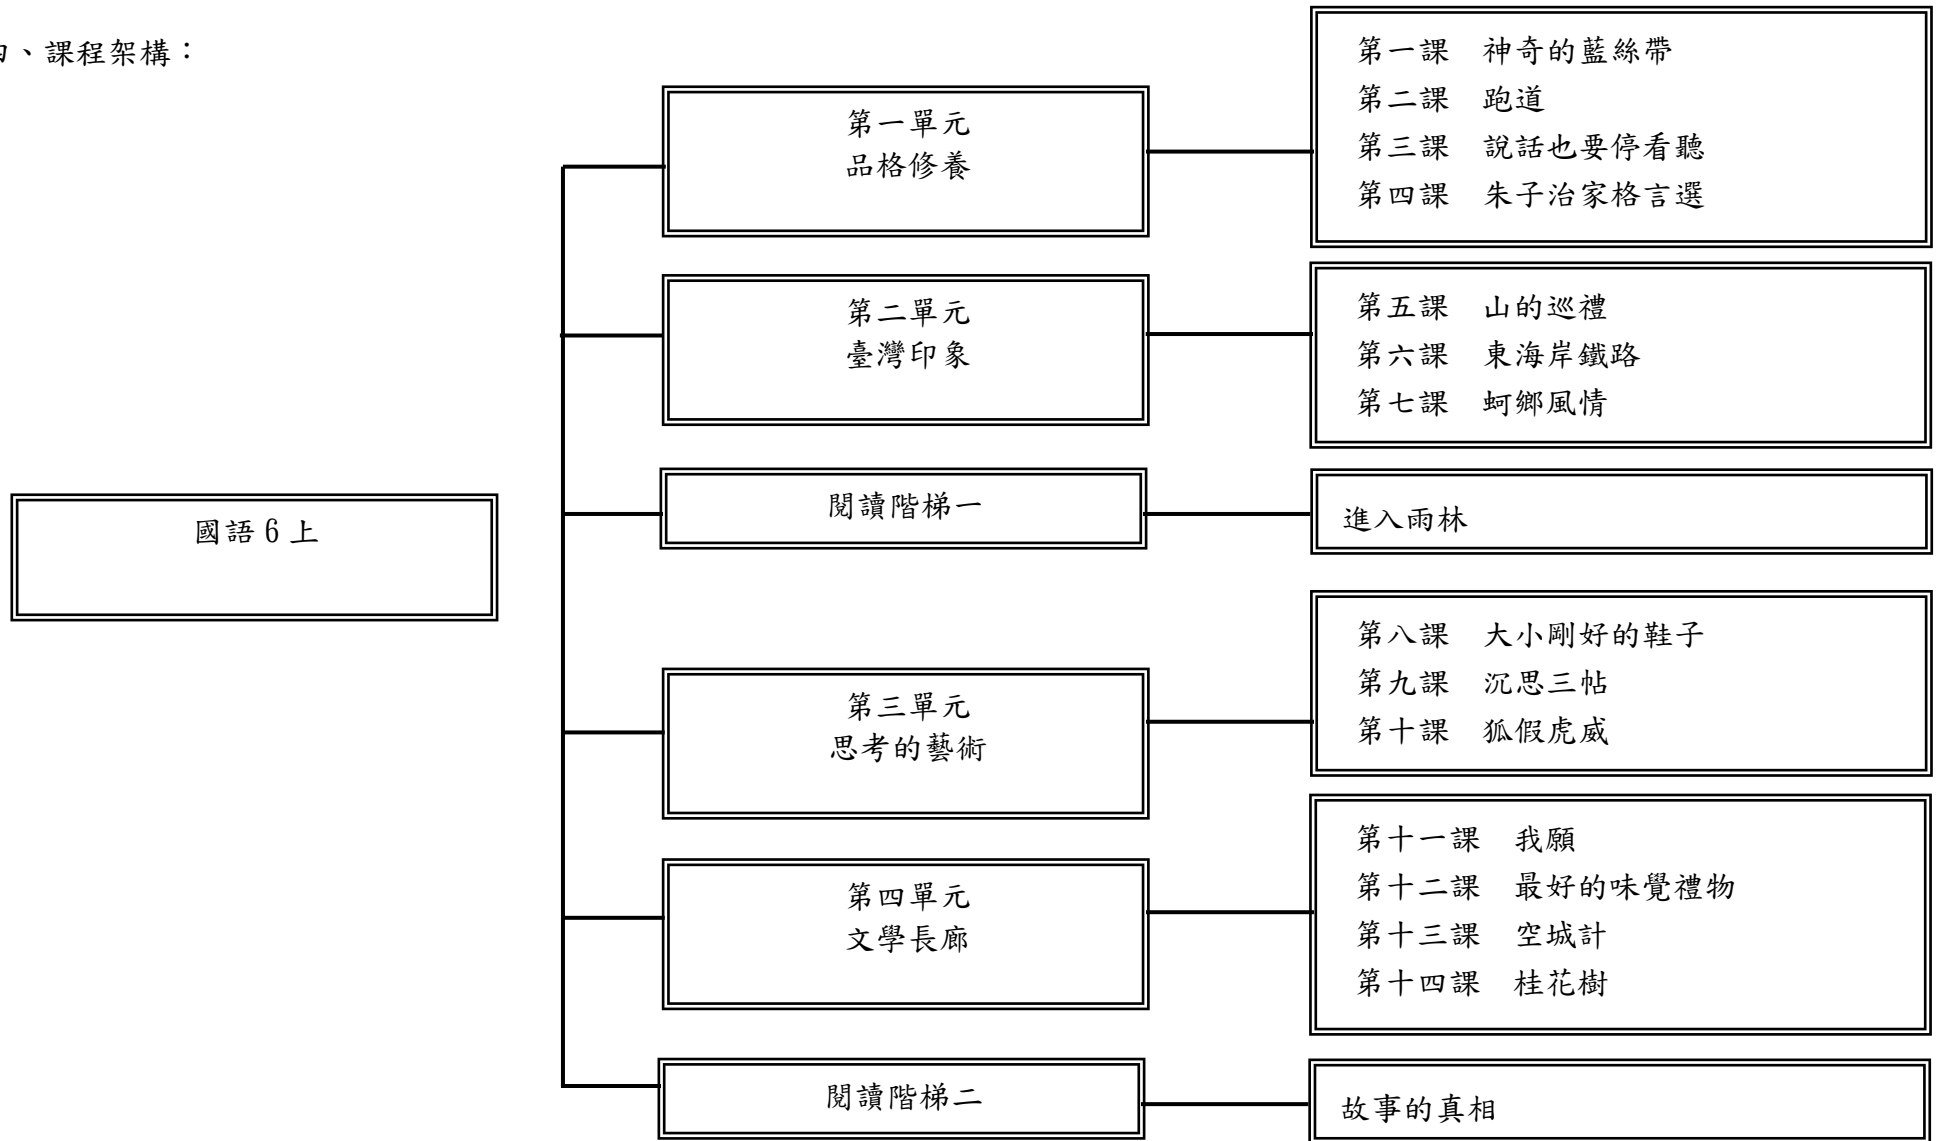 、課程架構：
國語 6 上
第一單元
品格修養
第一課　神奇的藍絲帶
第二課　跑道
第三課　說話也要停看聽
第四課　朱子治家格言選
第二單元
臺灣印象
第五課　山的巡禮
第六課　東海岸鐵路
第七課　蚵鄉風情
閱讀階梯一
進入雨林
第三單元
思考的藝術
第八課　大小剛好的鞋子
第九課　沉思三帖
第十課　狐假虎威
第四單元
文學長廊
第十一課　我願
第十二課　最好的味覺禮物
第十三課　空城計
第十四課　桂花樹
閱讀階梯二
故事的真相